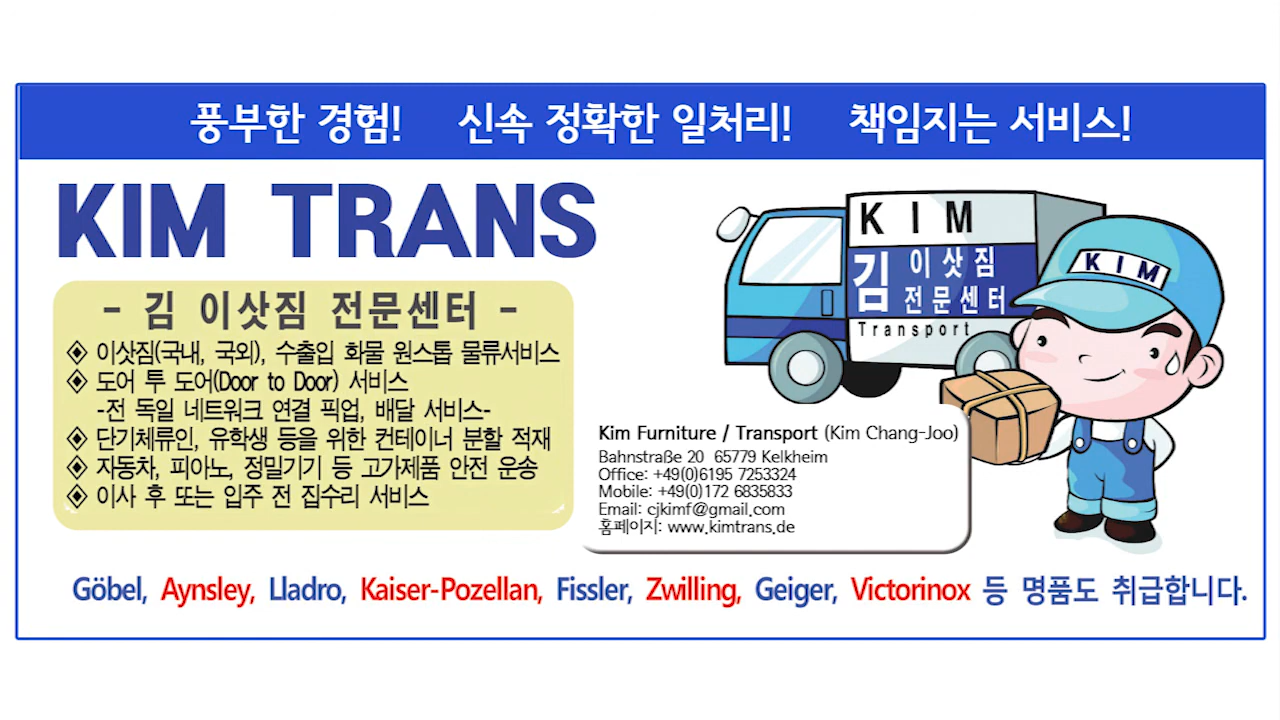 풍부한 경험! 신속 정확한 일처리! 책임지는 서비스!
KIM TRANS
- 김 이삿짐 전문센터 -
◈ 이삿짐(국내, 국외), 수출입 화물 원스톱 물류서비스
◈ 도어 투 도어(Door to Door) 서비스
-전 독일 네트워크 연결 픽업, 배달 서비스-
◈ 단기체류인, 유학생 등을 위한 컨테이너 분할 적재
◈ 자동차, 피아노, 정밀기기 등 고가제품 안전 운송
◈ 이사 후 또는 입주 전 집수리 서비스
KIM
김 이삿짐
전문센터
Transport
KIM
Kim Furniture / Transport (Kim Chang-Joo)
Bahnstraße 20 65779 Kelkheim
Office: +49(0)6195 7253324
Mobile: +49(0)172 6835833
Email: cjkimf@gmail.com
홈페이지: www.kimtrans.de
Göbel, Aynsley, Lladro, Kaiser-Pozellan, Fissler, Zwilling, Geiger, Victorinox 등 명품도 취급합니다.